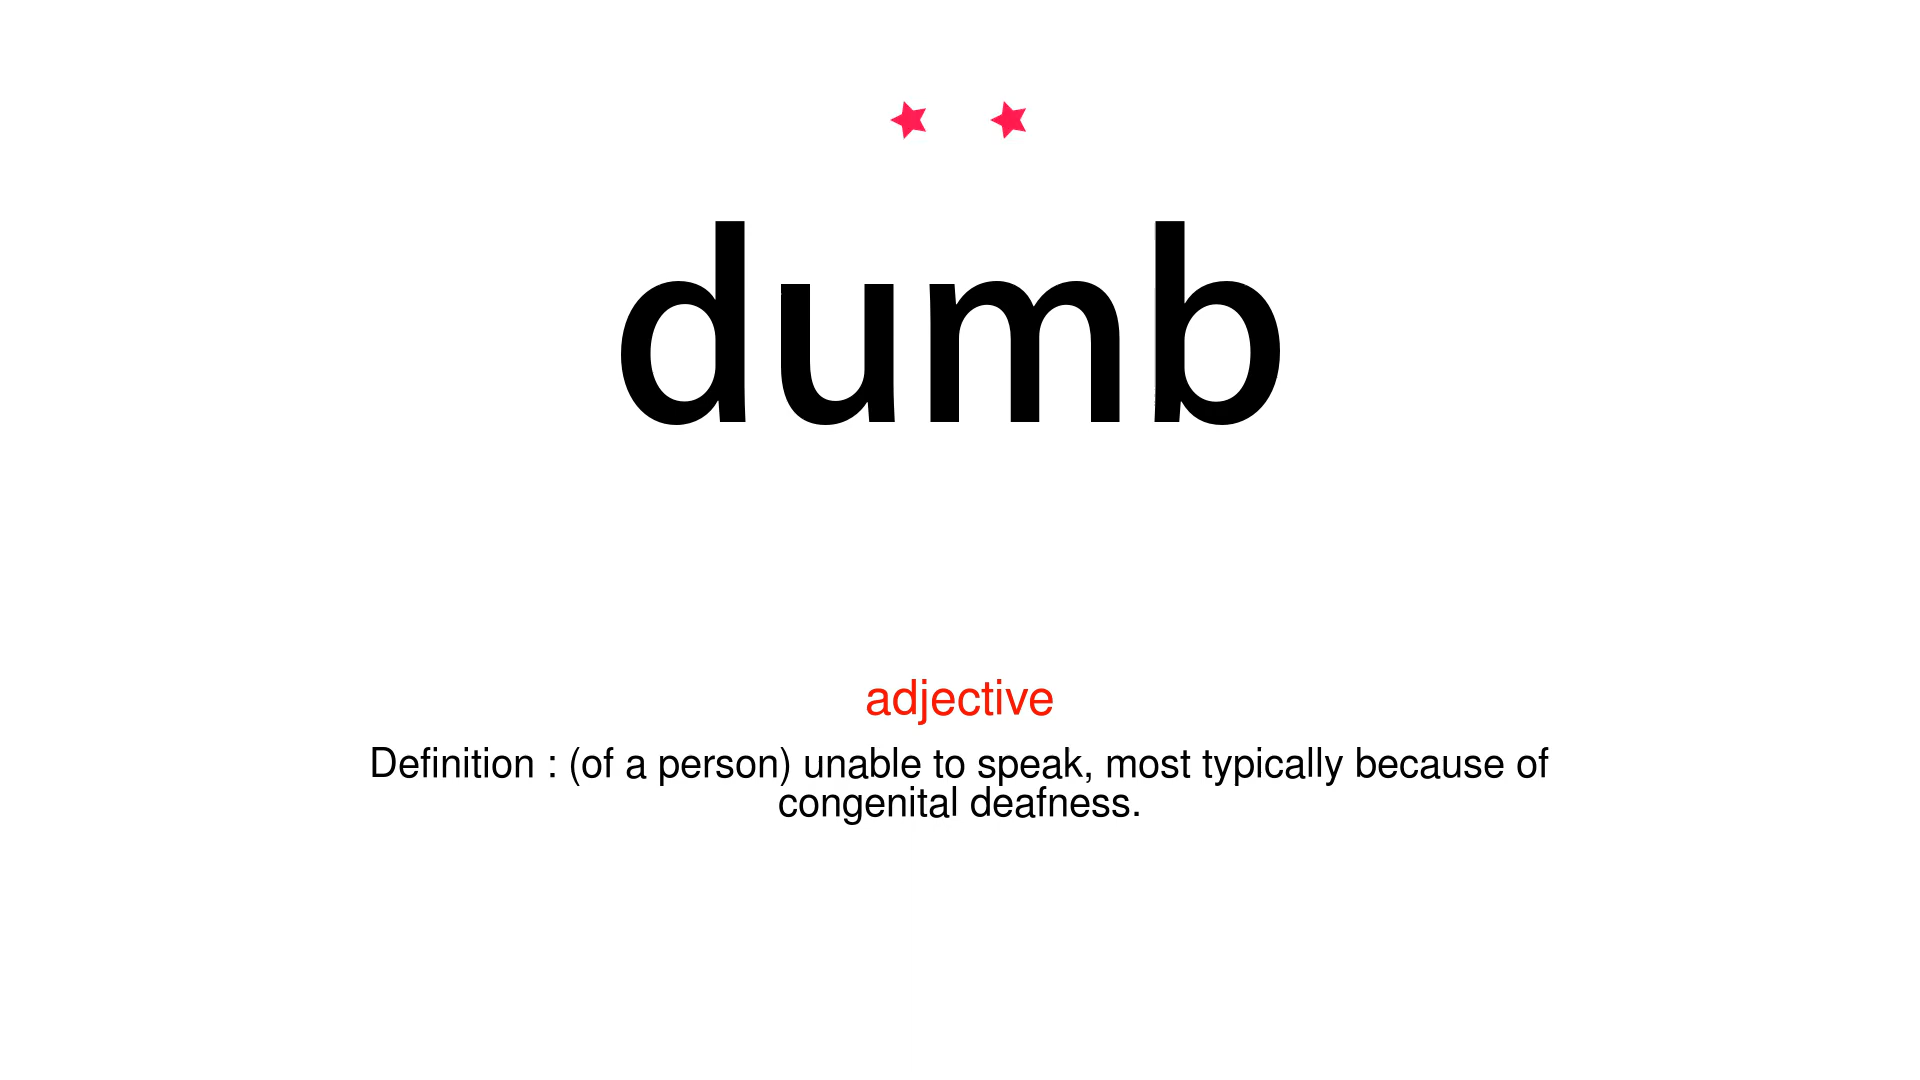 dumb
adjective
Definition : (of a person) unable to speak, most typically because of
congenital deafness.